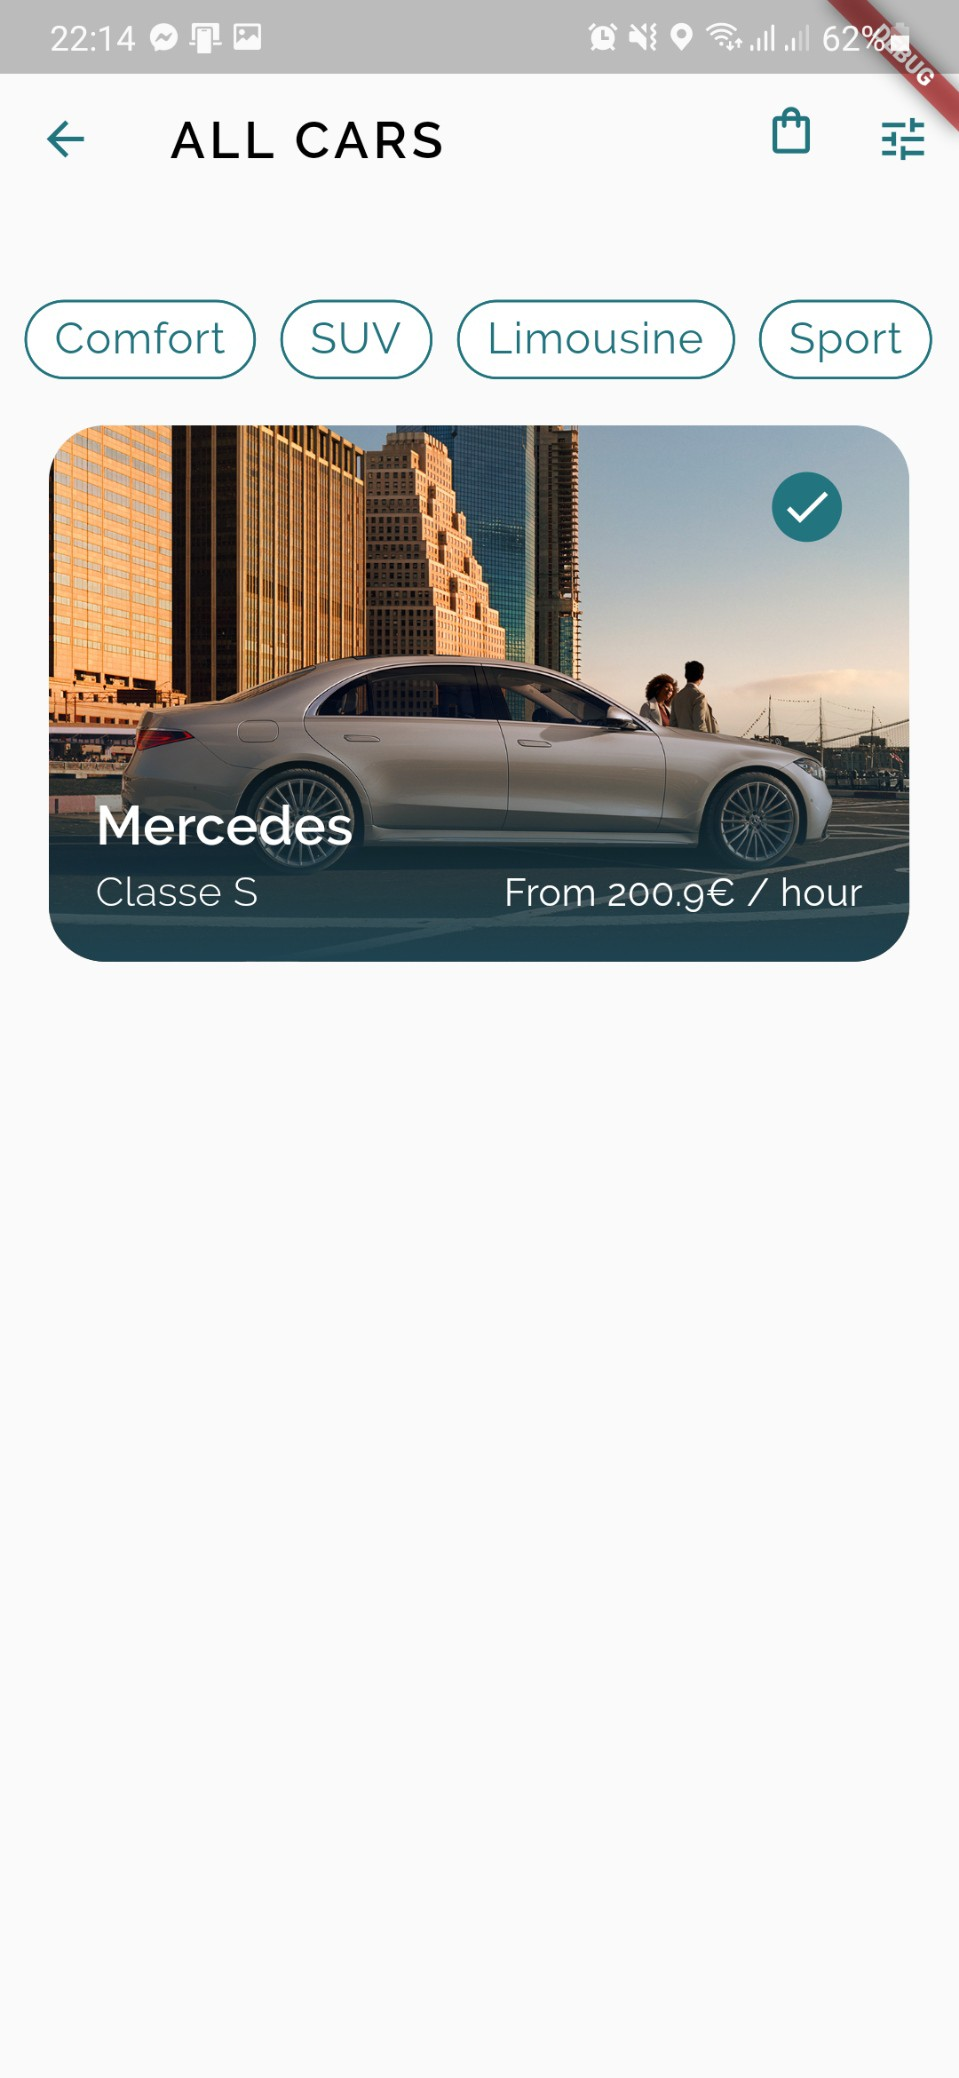 22:14
62%
DEBUG
ALL CARS
Comfort
SUV
Limousine
Sport
Mercedes
Classe S
From 200.9€ / hour